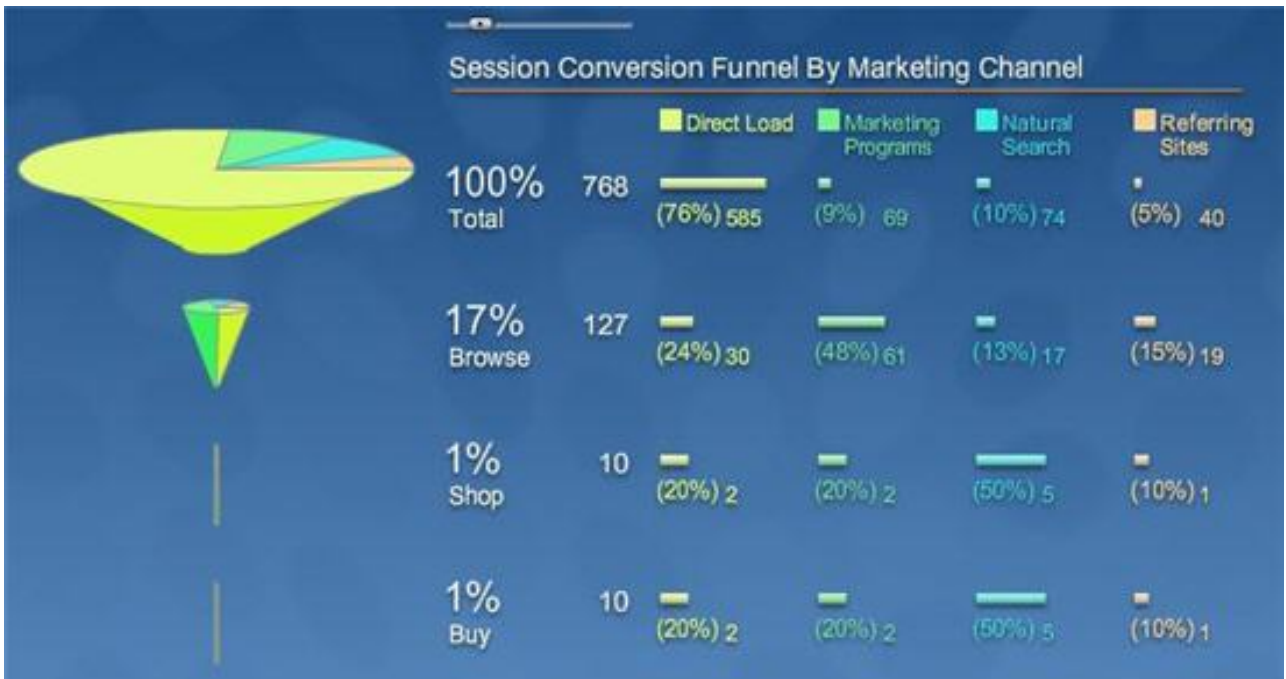 Session Conversion Funnel By Marketing Channel
Direct Load
Marketing
Programs
Natural
Search
Referring
Sites
100% 768
Total
(76%) 585 (9%) 69 (10%) 74 (5%) 40
17% 127
Browse
(24%) 30 (48%) 61 (13%) 17 (15%) 19
1% 10
Shop
(20%) 2 (20%) 2 (50%) 5 (10%) 1
1% 10
Buy
(20%) 2 (20%) 2 (50%) 5 (10%) 1